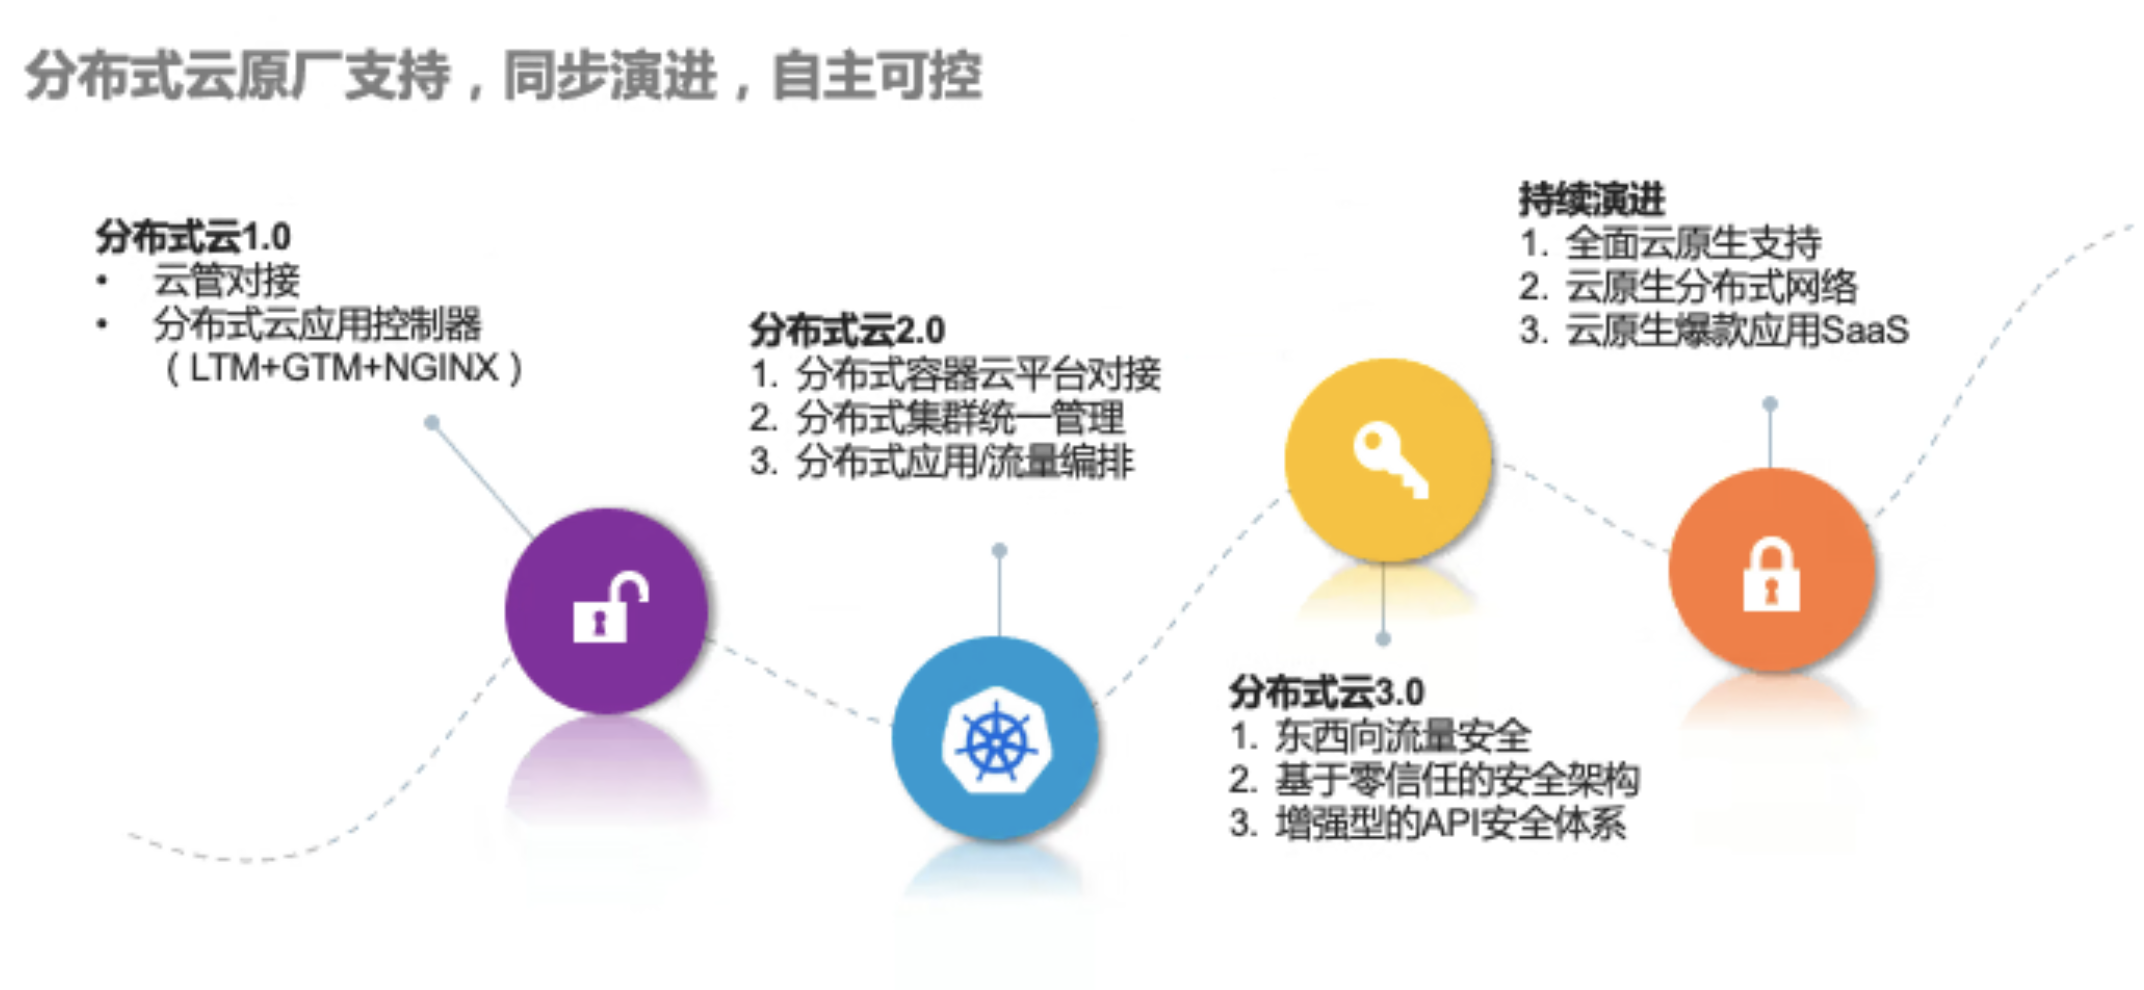 分布式云原厂支持，同步演进，自主可控
分布式云1.0
• 云管对接
• 分布式云应用控制器
（LTM+GTM+NGINX）
分布式云2.0
1. 分布式容器云平台对接
2. 分布式集群统一管理
3. 分布式应用/流量编排
分布式云3.0
1. 东西向流量安全
2. 基于零信任的安全架构
3. 增强型的API安全体系
持续演进
1. 全面云原生支持
2. 云原生分布式网络
3. 云原生爆款应用SaaS